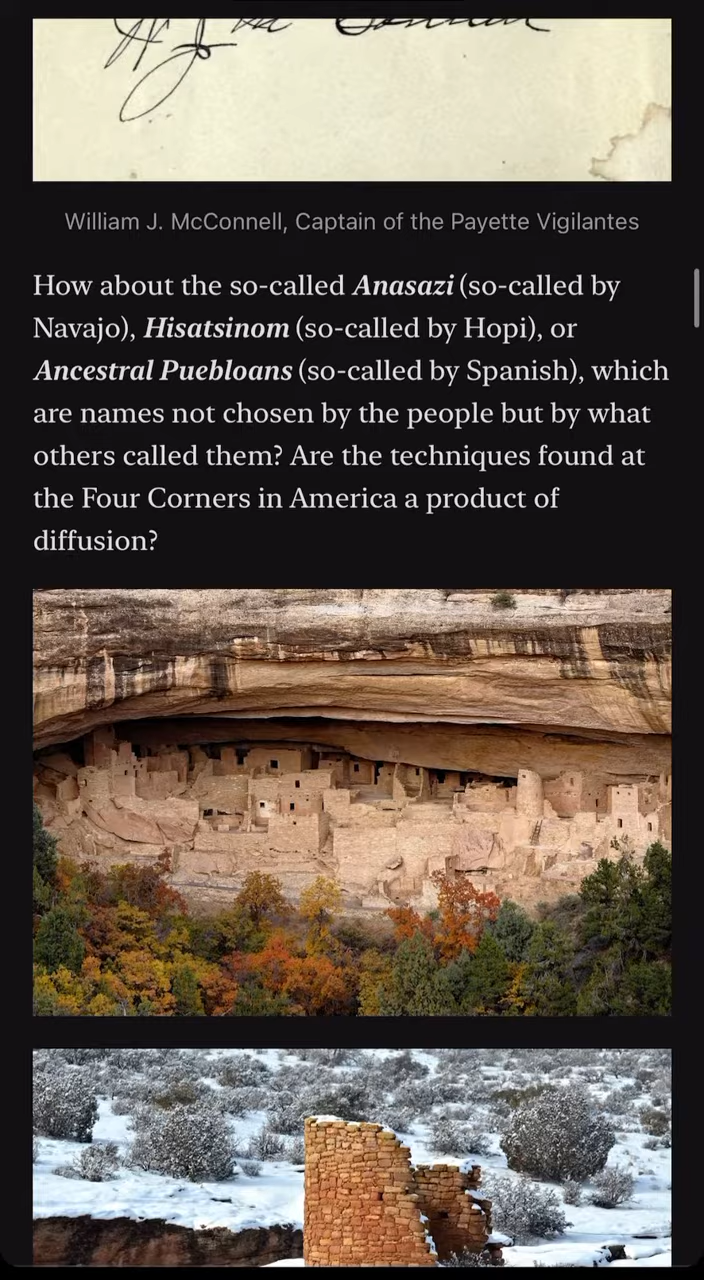 William J. McConnell, Captain of the Payette Vigilantes
How about the so-called Anasazi (so-called by
Navajo), Hisatsinom (so-called by Hopi), or
Ancestral Puebloans (so-called by Spanish), which
are names not chosen by the people but by what
others called them? Are the techniques found at
the Four Corners in America a product of
diffusion?